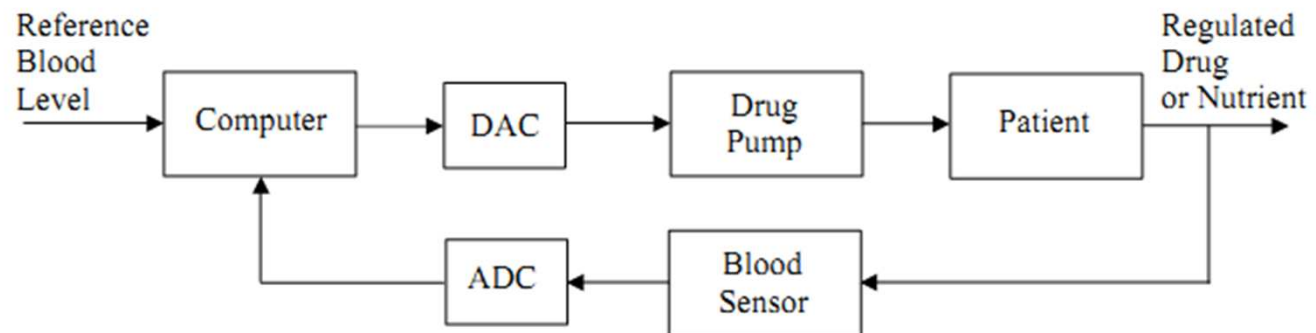 Reference
Blood
Level
Computer
DAC
Drug
Pump
Patient
Regulated
Drug
or Nutrient
ADC
Blood
Sensor